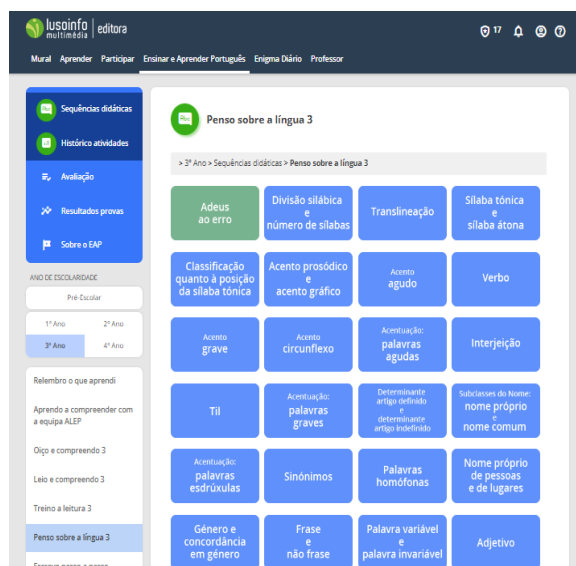 lusoinfo
multimédia
editora
17
Mural Aprender Participar Ensinar e Aprender Português Enigma Diário Professor
Sequências didáticas
Histórico atividades
Avaliação
Resultados provas
Sobre o EAP
ANO DE ESCOLARIDADE
Pré-Escolar
1º Ano 2º Ano
3º Ano 4º Ano
Relembro o que aprendi
Aprendo a compreender com
a equipa ALEP
Oiço e compreendo 3
Leio e compreendo 3
Treino a leitura 3
Penso sobre a língua 3
Penso sobre a língua 3
> 3º Ano > Sequências didáticas > Penso sobre a língua 3
Adeus
ao erro
Divisão silábica
e
número de sílabas
Translineação
Sílaba tónica
e
sílaba átona
Classificação
quanto à posição
da sílaba tónica
Acento prosódico
e
acento gráfico
Acento
agudo
Verbo
Acento
grave
Acento
circunflexo
Acentuação:
palavras
agudas
Interjeição
Til
Acentuação:
palavras
graves
Determinante
artigo definido
e
determinante
artigo indefinido
Subclasses do Nome:
nome próprio
e
nome comum
Acentuação:
palavras
esdrúxulas
Sinónimos
Palavras
homófonas
Nome próprio
de pessoas
e de lugares
Género e
concordância
em género
Frase
e
não frase
Palavra variável
e
palavra invariável
Adjetivo